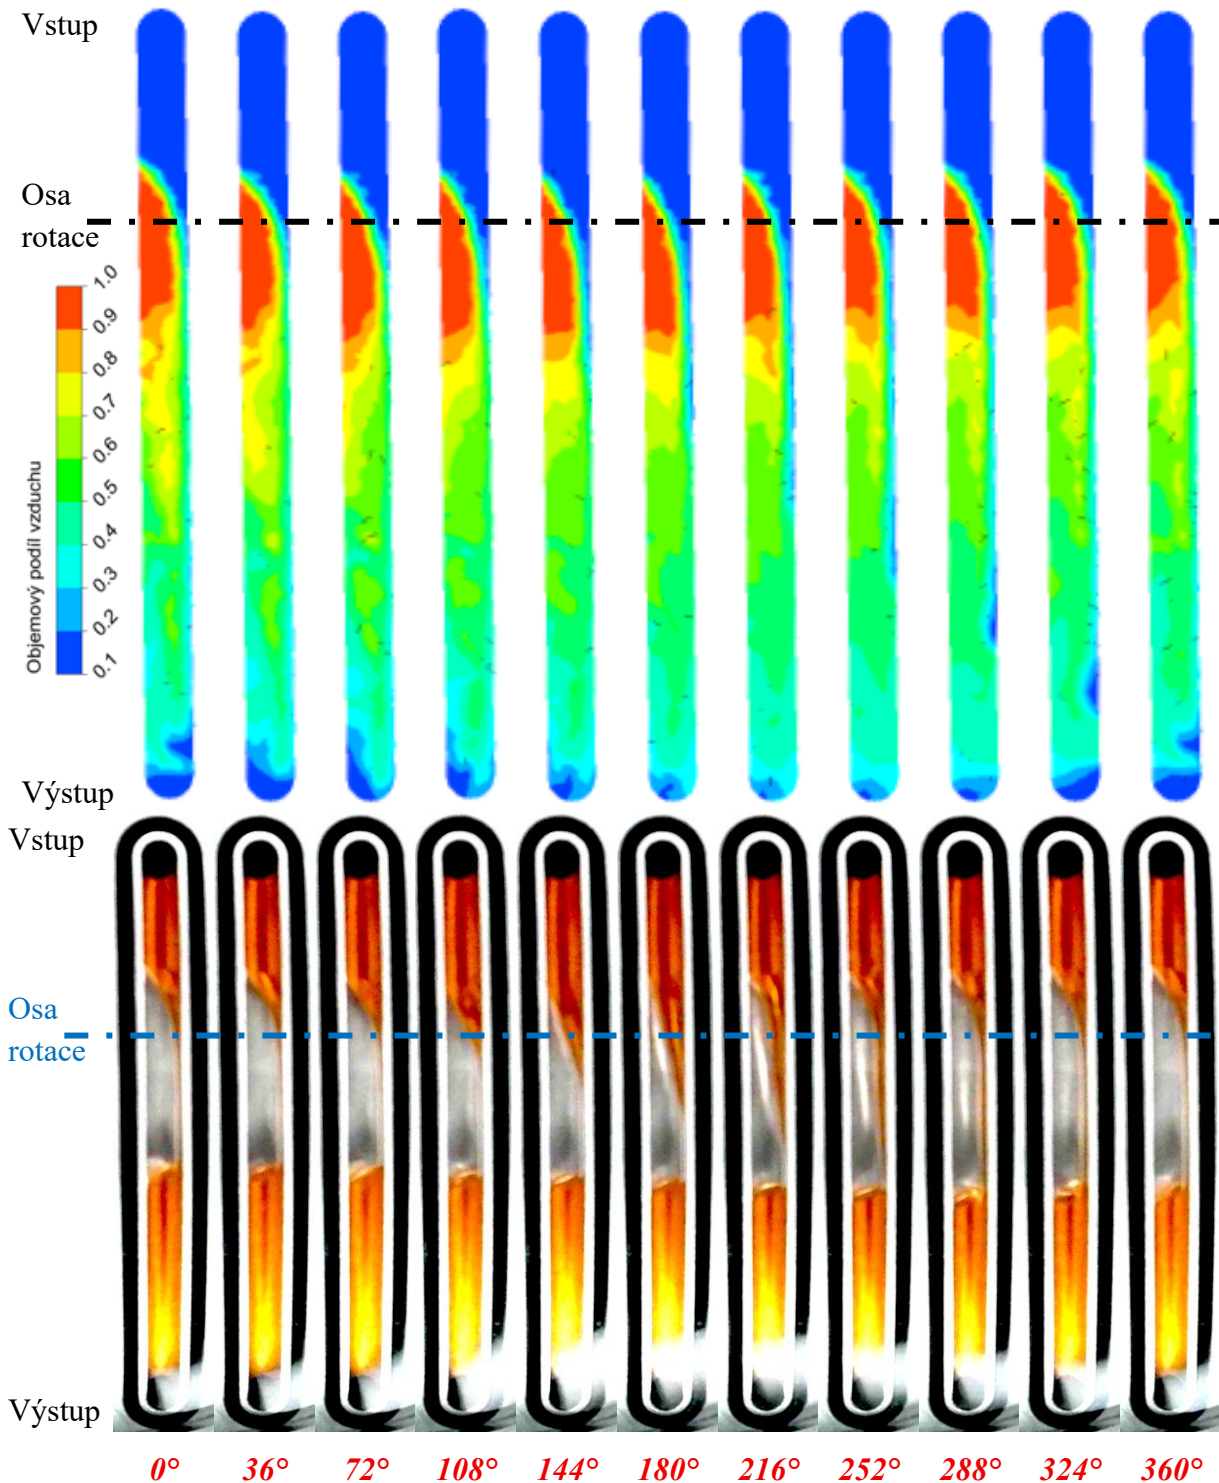 Vstup
Osa
rotace
1.0
0.9
0.8
0.7
0.6
0.5
0.4
0.3
0.2
0.1
Objemový podíl vzduchu
Výstup
Vstup
Osa
rotace
Výstup
0° 36° 72° 108° 144° 180° 216° 252° 288° 324° 360°